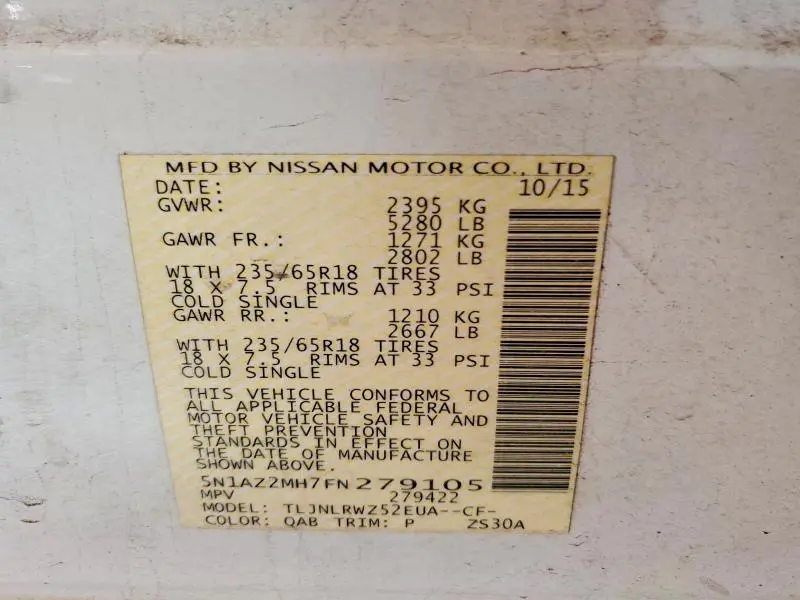 MFD BY NISSAN MOTOR CO., LTD.
DATE: 10/15
GVWR: 2395 KG
5280 LB
GAWR FR.: 1271 KG
2802 LB
WITH 235/65R18 TIRES
18 X 7.5 RIMS AT 33 PSI
COLD SINGLE
GAWR RR.: 1210 KG
2667 LB
WITH 235/65R18 TIRES
18 X 7.5 RIMS AT 33 PSI
COLD SINGLE
THIS VEHICLE CONFORMS TO
ALL APPLICABLE FEDERAL
MOTOR VEHICLE SAFETY AND
THEFT PREVENTION
STANDARDS IN EFFECT ON
THE DATE OF MANUFACTURE
SHOWN ABOVE.
5N1AZ2MH7FN279105
MPV 279422
MODEL: TLJNLRWZ52EUA--CF-
COLOR: QAB TRIM: P ZS30A